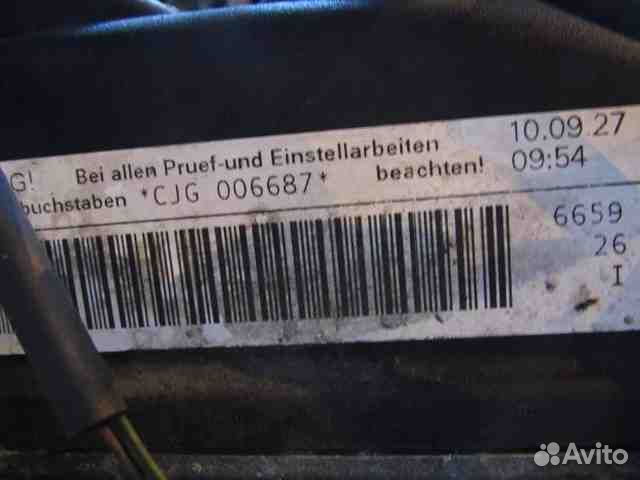 G! Bei allen Pruef-und Einstellarbeiten 10.09.27
buchstaben *CJG 006687* beachten! 09:54
6659
26
I
Avito